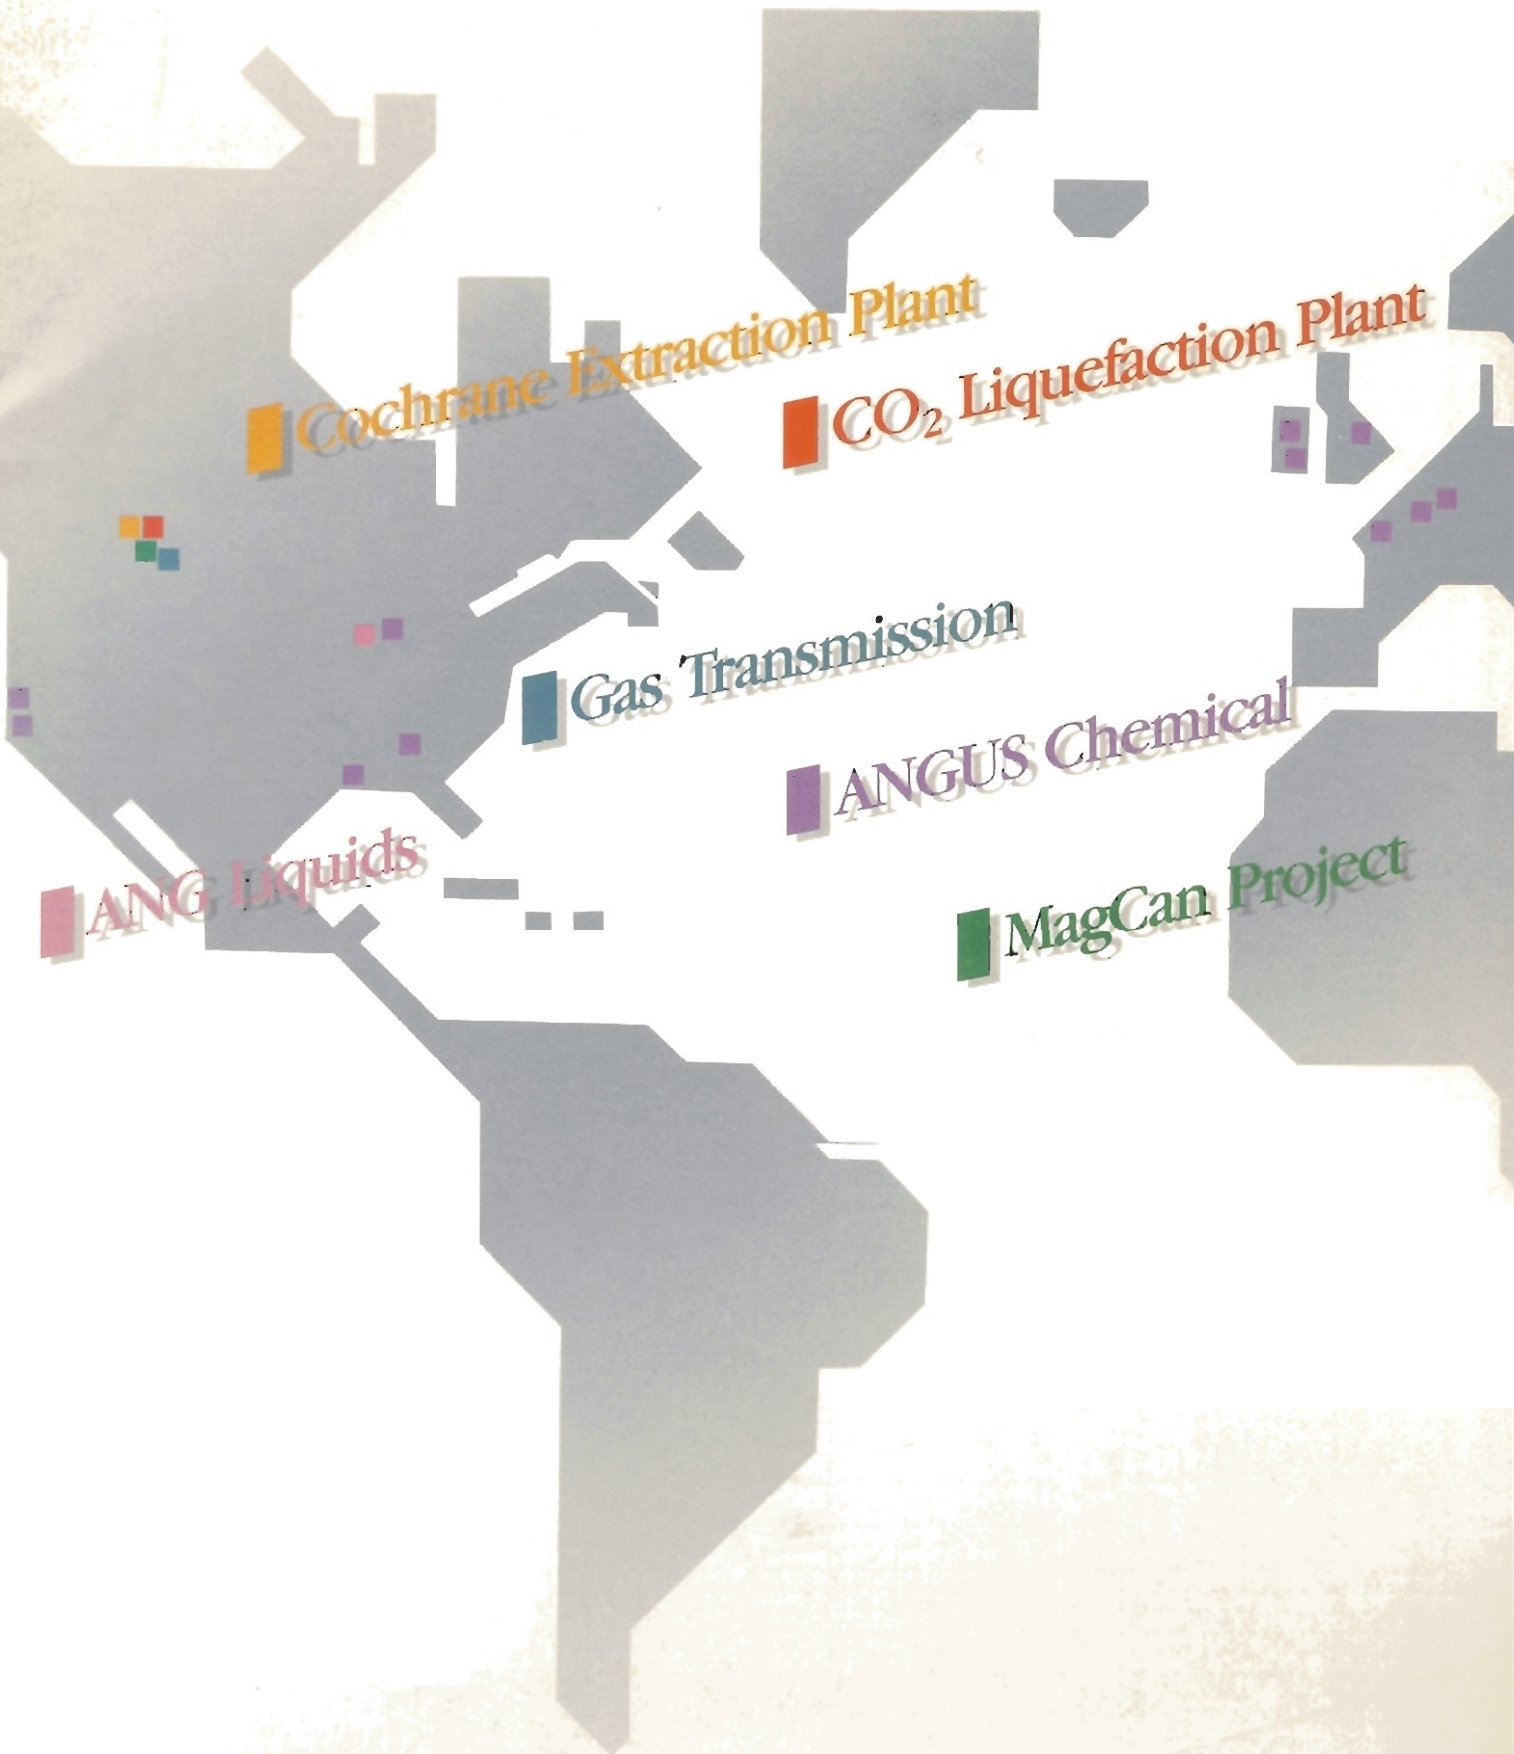 Cochrane Extraction Plant
CO₂ Liquefaction Plant
Gas Transmission
ANGUS Chemical
ANG Liquids
MagCan Project